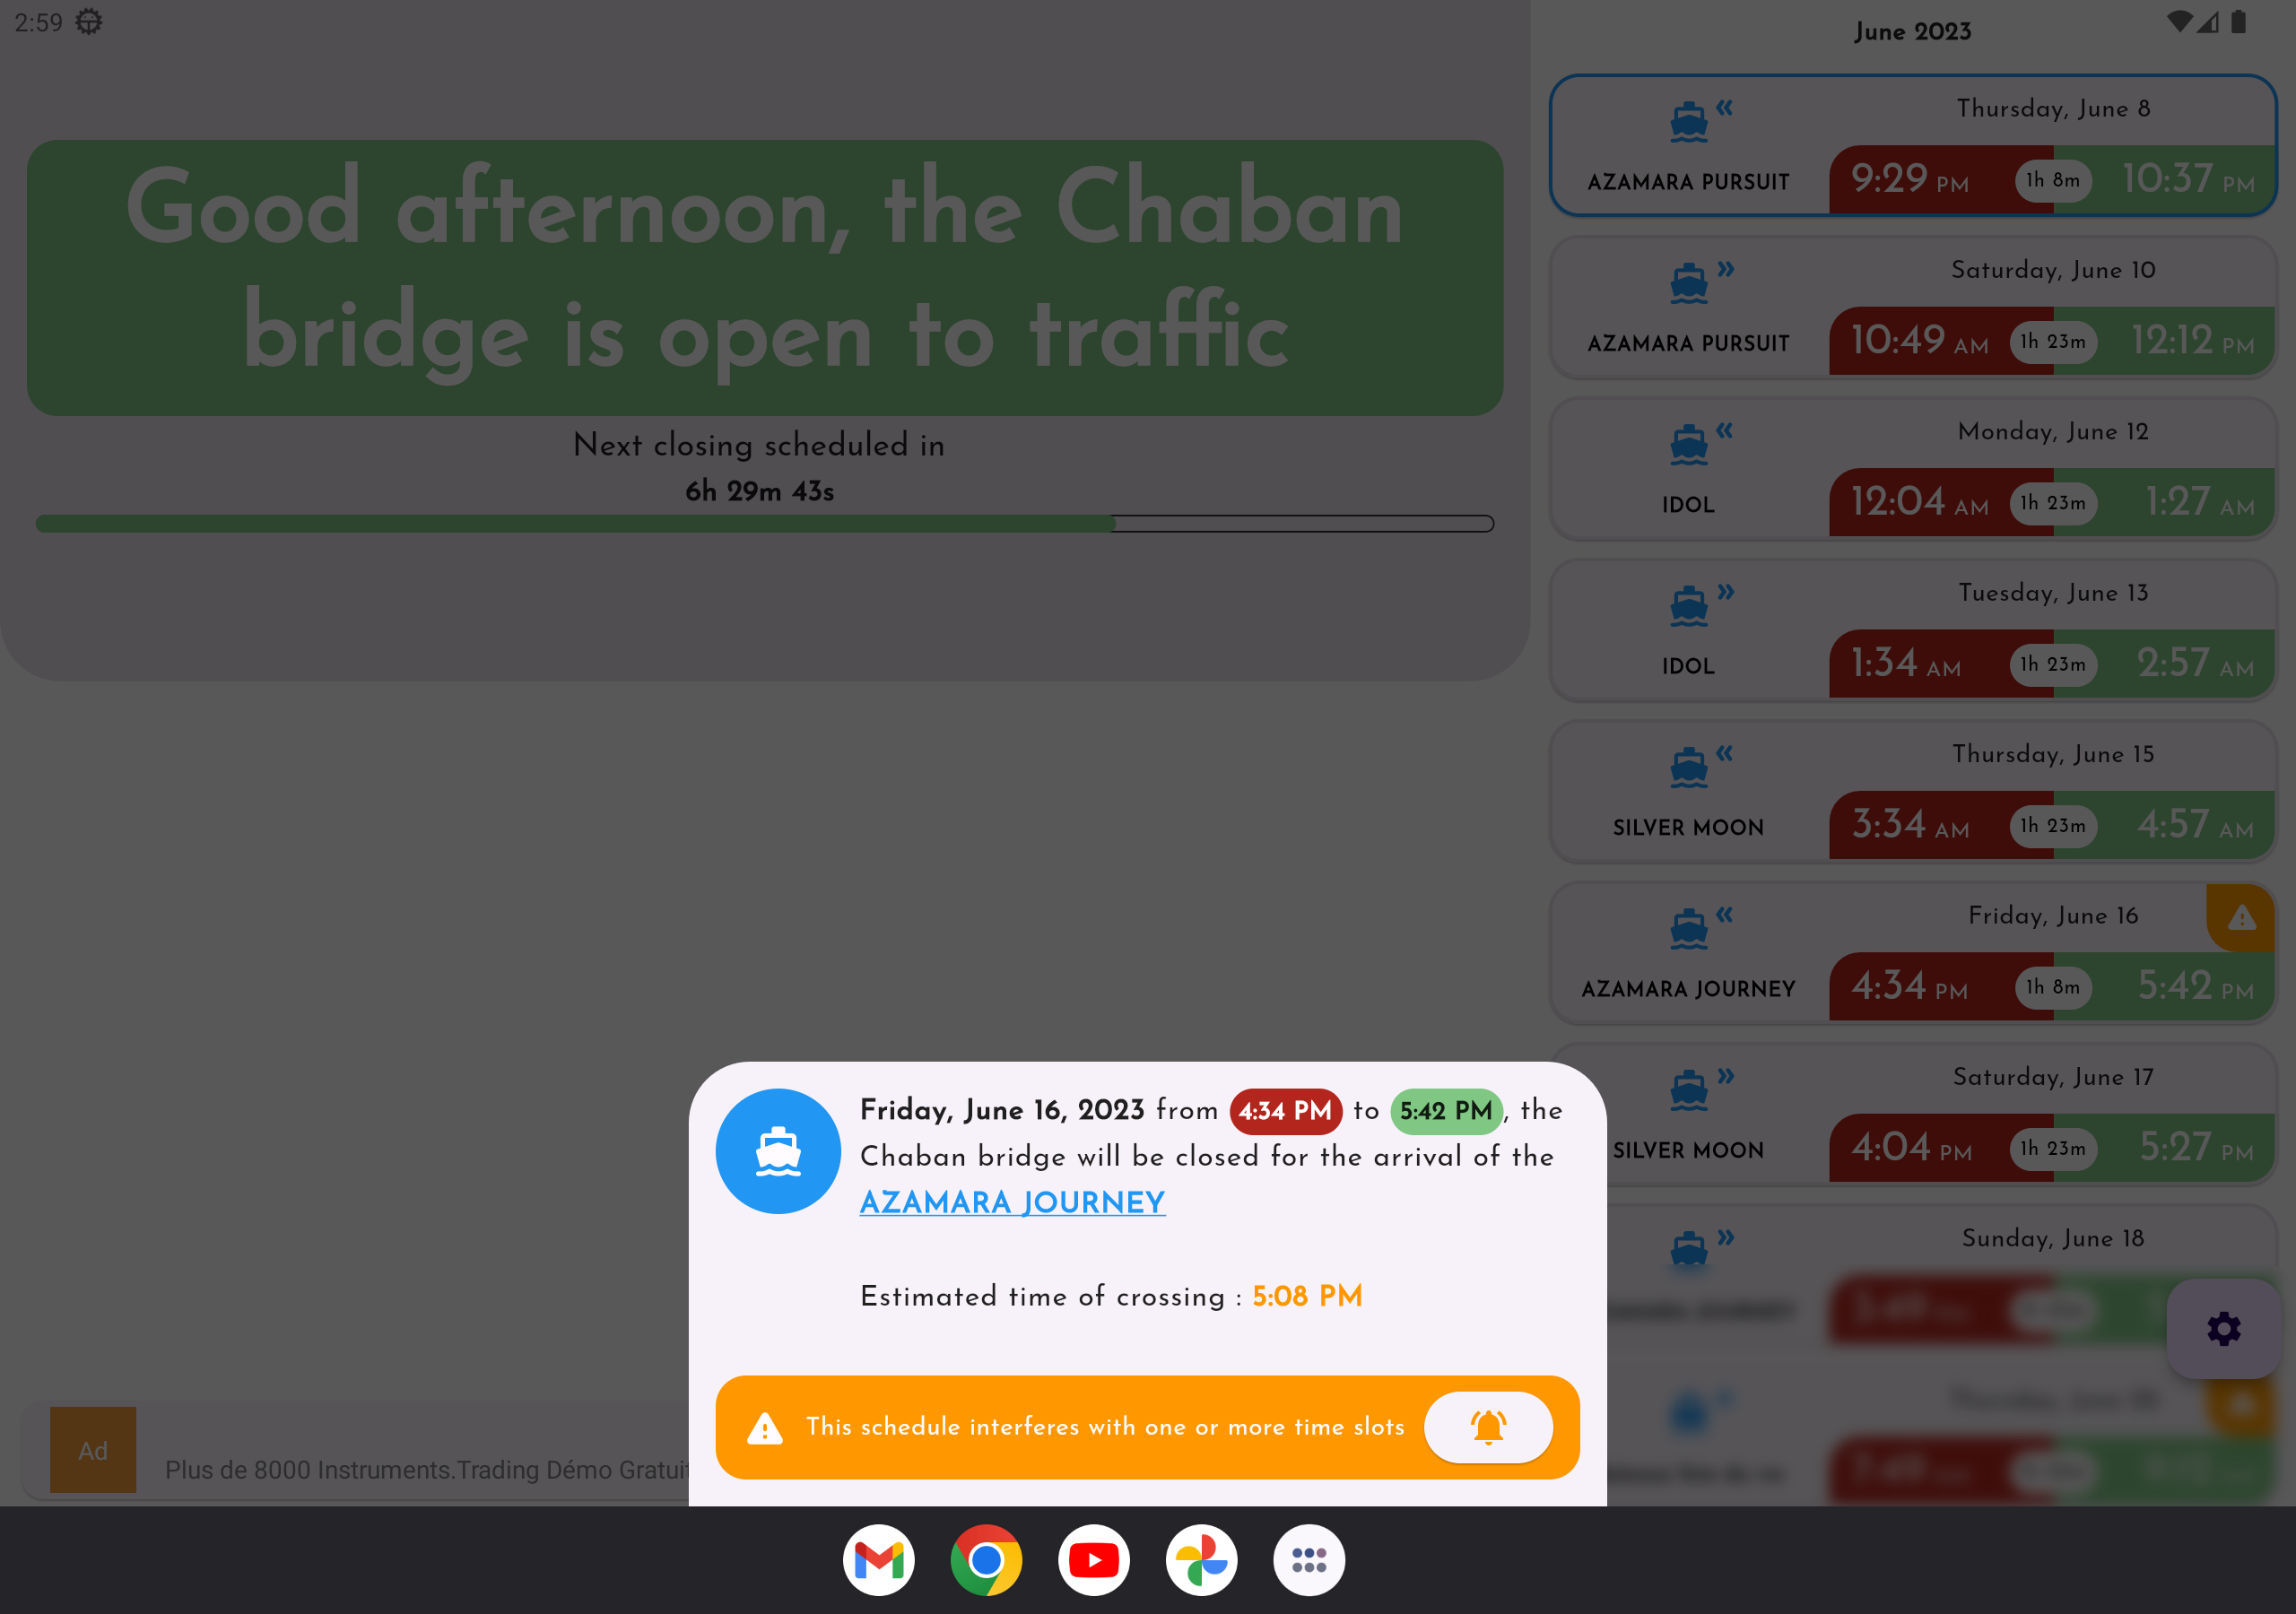 2:59
Good afternoon, the Chaban
bridge is open to traffic
Next closing scheduled in
6h 29m 43s
June 2023
Thursday, June 8
AZAMARA PURSUIT
9:29 PM 1h 8m 10:37 PM
Saturday, June 10
AZAMARA PURSUIT
10:49 AM 1h 23m 12:12 PM
Monday, June 12
IDOL
12:04 AM 1h 23m 1:27 AM
Tuesday, June 13
IDOL
1:34 AM 1h 23m 2:57 AM
Thursday, June 15
SILVER MOON
3:34 AM 1h 23m 4:57 AM
Friday, June 16
AZAMARA JOURNEY
4:34 PM 1h 8m 5:42 PM
Saturday, June 17
SILVER MOON
4:04 PM 1h 23m 5:27 PM
Sunday, June 18
Friday, June 16, 2023 from 4:34 PM to 5:42 PM, the
Chaban bridge will be closed for the arrival of the
AZAMARA JOURNEY
Estimated time of crossing : 5:08 PM
This schedule interferes with one or more time slots
Ad
Plus de 8000 Instruments.Trading Démo Gratuit